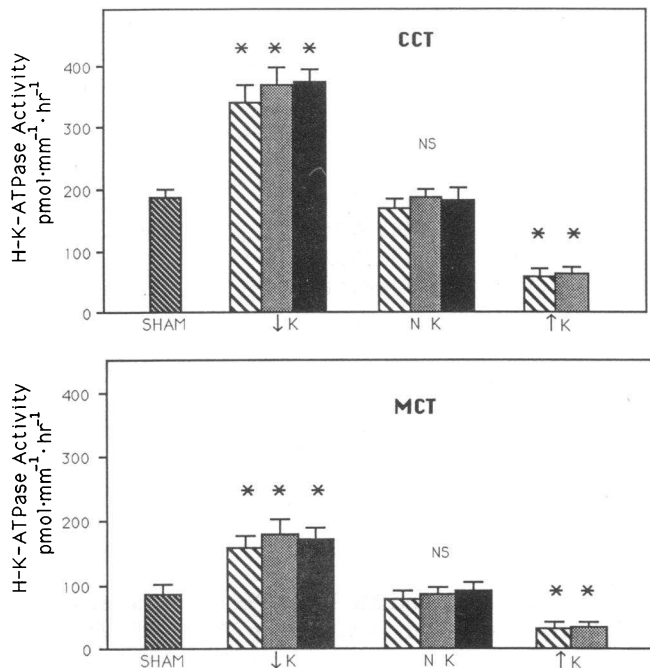 CCT
H-K-ATPase Activity
pmol·mm⁻¹·hr⁻¹
400
300
200
100
0
* * *
NS
* *
SHAM ↓K N K ↑K
MCT
H-K-ATPase Activity
pmol·mm⁻¹·hr⁻¹
400
300
200
100
0
* * *
NS
* *
SHAM ↓K N K ↑K